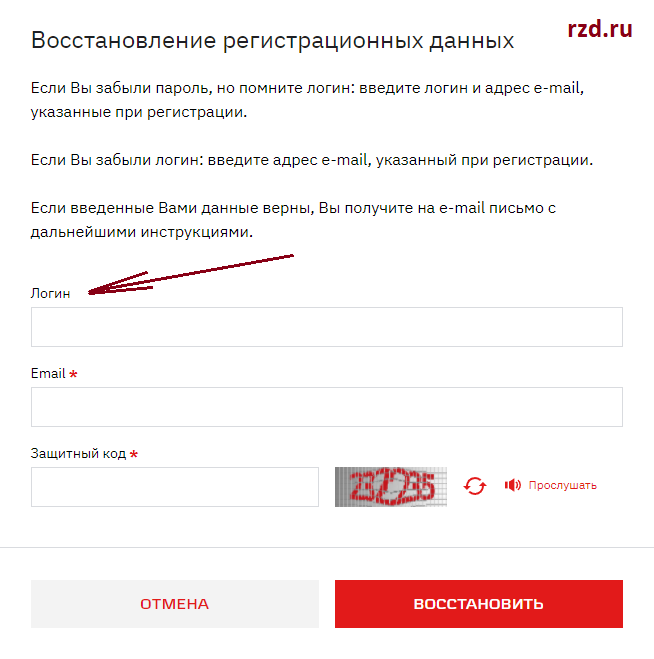 rzd.ru
Восстановление регистрационных данных
Если Вы забыли пароль, но помните логин: введите логин и адрес e-mail,
указанные при регистрации.
Если Вы забыли логин: введите адрес e-mail, указанный при регистрации.
Если введенные Вами данные верны, Вы получите на e-mail письмо с
дальнейшими инструкциями.
Логин
Email *
Защитный код *
Прослушать
ОТМЕНА
ВОССТАНОВИТЬ